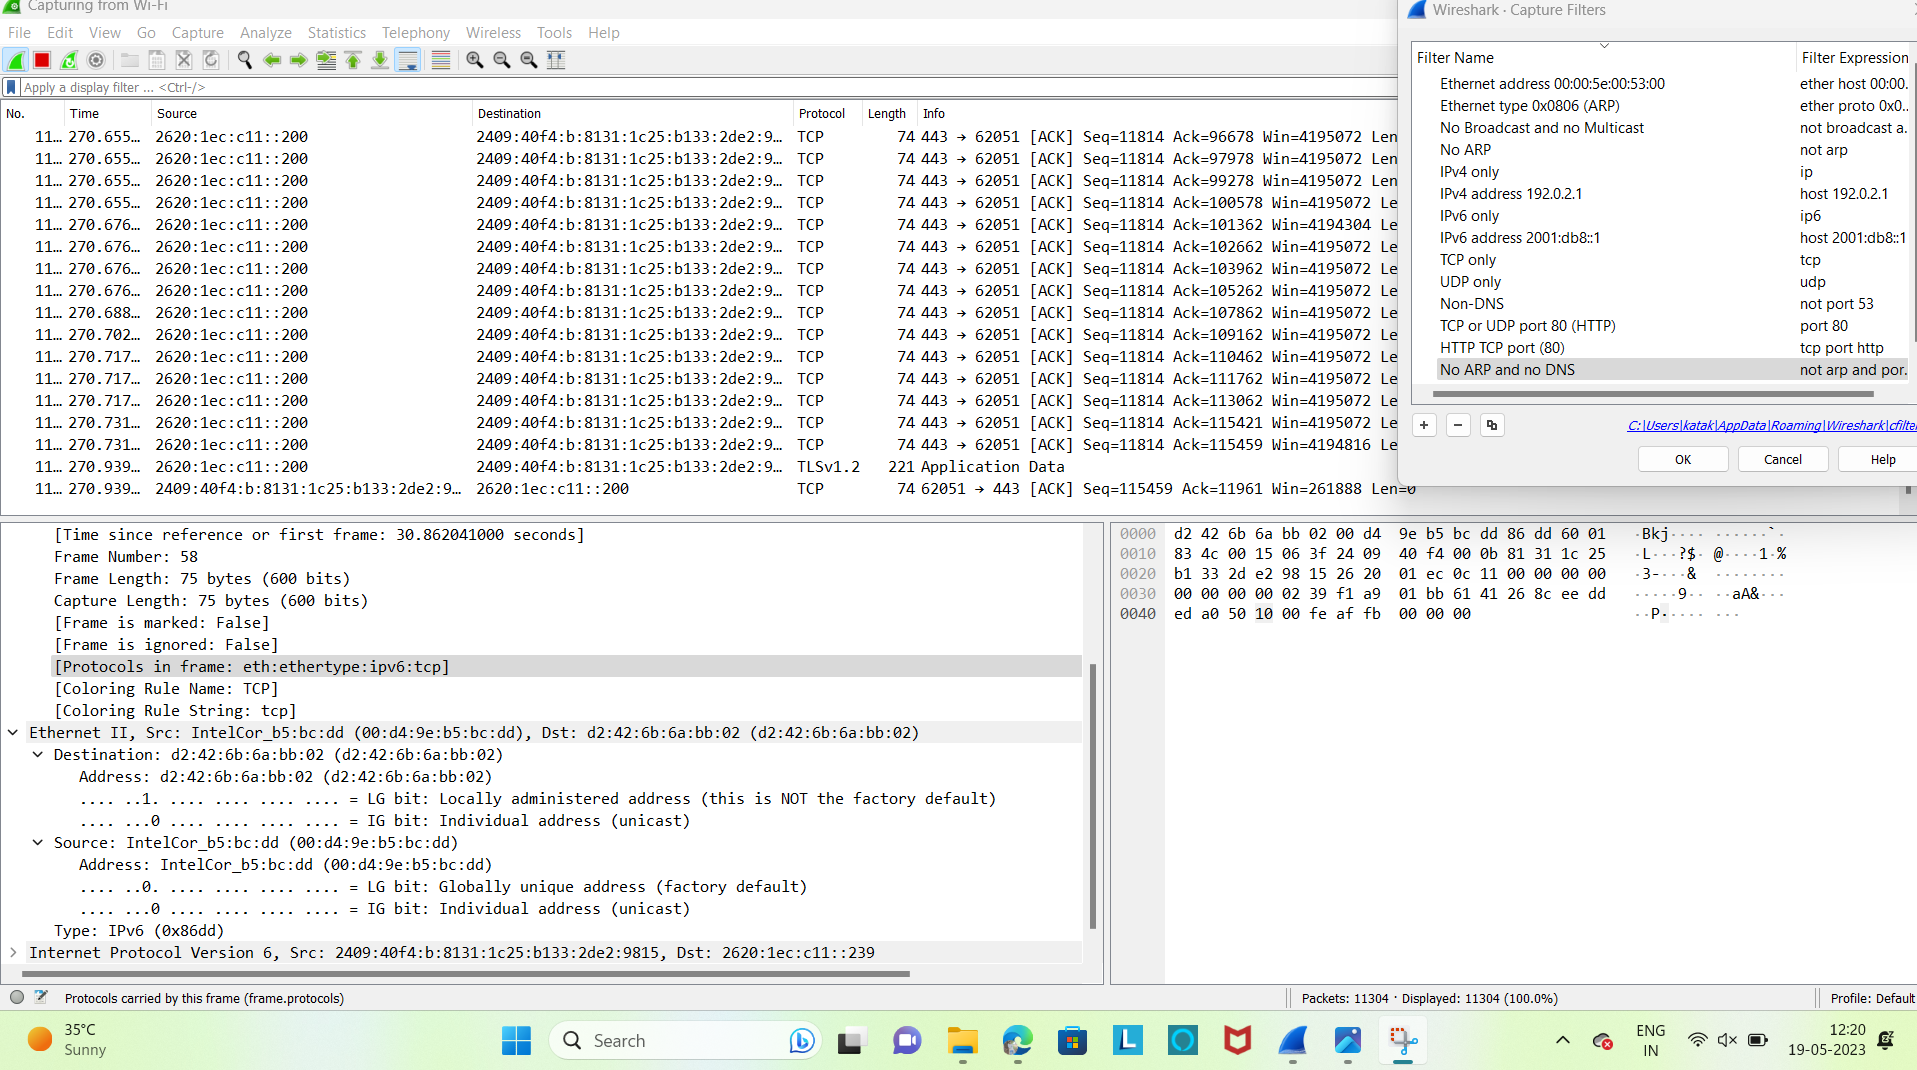 Capturing from Wi-Fi
File Edit View Go Capture Analyze Statistics Telephony Wireless Tools Help
Apply a display filter ... <Ctrl-/>
No. Time Source Destination Protocol Length Info
11... 270.655... 2620:1ec:c11::200 2409:40f4:b:8131:1c25:b133:2de2:9... TCP 74 443 → 62051 [ACK] Seq=11814 Ack=96678 Win=4195072 Len
11... 270.655... 2620:1ec:c11::200 2409:40f4:b:8131:1c25:b133:2de2:9... TCP 74 443 → 62051 [ACK] Seq=11814 Ack=97978 Win=4195072 Len
11... 270.655... 2620:1ec:c11::200 2409:40f4:b:8131:1c25:b133:2de2:9... TCP 74 443 → 62051 [ACK] Seq=11814 Ack=99278 Win=4195072 Len
11... 270.655... 2620:1ec:c11::200 2409:40f4:b:8131:1c25:b133:2de2:9... TCP 74 443 → 62051 [ACK] Seq=11814 Ack=100578 Win=4195072 Le
11... 270.676... 2620:1ec:c11::200 2409:40f4:b:8131:1c25:b133:2de2:9... TCP 74 443 → 62051 [ACK] Seq=11814 Ack=101362 Win=4194304 Le
11... 270.676... 2620:1ec:c11::200 2409:40f4:b:8131:1c25:b133:2de2:9... TCP 74 443 → 62051 [ACK] Seq=11814 Ack=102662 Win=4195072 Le
11... 270.676... 2620:1ec:c11::200 2409:40f4:b:8131:1c25:b133:2de2:9... TCP 74 443 → 62051 [ACK] Seq=11814 Ack=103962 Win=4195072 Le
11... 270.676... 2620:1ec:c11::200 2409:40f4:b:8131:1c25:b133:2de2:9... TCP 74 443 → 62051 [ACK] Seq=11814 Ack=105262 Win=4195072 Le
11... 270.688... 2620:1ec:c11::200 2409:40f4:b:8131:1c25:b133:2de2:9... TCP 74 443 → 62051 [ACK] Seq=11814 Ack=107862 Win=4195072 Le
11... 270.702... 2620:1ec:c11::200 2409:40f4:b:8131:1c25:b133:2de2:9... TCP 74 443 → 62051 [ACK] Seq=11814 Ack=109162 Win=4195072 Le
11... 270.717... 2620:1ec:c11::200 2409:40f4:b:8131:1c25:b133:2de2:9... TCP 74 443 → 62051 [ACK] Seq=11814 Ack=110462 Win=4195072 Le
11... 270.717... 2620:1ec:c11::200 2409:40f4:b:8131:1c25:b133:2de2:9... TCP 74 443 → 62051 [ACK] Seq=11814 Ack=111762 Win=4195072 Le
11... 270.717... 2620:1ec:c11::200 2409:40f4:b:8131:1c25:b133:2de2:9... TCP 74 443 → 62051 [ACK] Seq=11814 Ack=113062 Win=4195072 Le
11... 270.731... 2620:1ec:c11::200 2409:40f4:b:8131:1c25:b133:2de2:9... TCP 74 443 → 62051 [ACK] Seq=11814 Ack=115421 Win=4195072 Le
11... 270.731... 2620:1ec:c11::200 2409:40f4:b:8131:1c25:b133:2de2:9... TCP 74 443 → 62051 [ACK] Seq=11814 Ack=115459 Win=4194816 Le
11... 270.939... 2620:1ec:c11::200 2409:40f4:b:8131:1c25:b133:2de2:9... TLSv1.2 221 Application Data
11... 270.939... 2409:40f4:b:8131:1c25:b133:2de2:9... 2620:1ec:c11::200 TCP 74 62051 → 443 [ACK] Seq=115459 Ack=11961 Win=261888 Len=0
Wireshark · Capture Filters
Filter Name Filter Expression
Ethernet address 00:00:5e:00:53:00 ether host 00:00..
Ethernet type 0x0806 (ARP) ether proto 0x0..
No Broadcast and no Multicast not broadcast a.
No ARP not arp
IPv4 only ip
IPv4 address 192.0.2.1 host 192.0.2.1
IPv6 only ip6
IPv6 address 2001:db8::1 host 2001:db8::1
TCP only tcp
UDP only udp
Non-DNS not port 53
TCP or UDP port 80 (HTTP) port 80
HTTP TCP port (80) tcp port http
No ARP and no DNS not arp and por.
C:\Users\katak\AppData\Roaming\Wireshark\cfilter
OK Cancel Help
[Time since reference or first frame: 30.862041000 seconds]
Frame Number: 58
Frame Length: 75 bytes (600 bits)
Capture Length: 75 bytes (600 bits)
[Frame is marked: False]
[Frame is ignored: False]
[Protocols in frame: eth:ethertype:ipv6:tcp]
[Coloring Rule Name: TCP]
[Coloring Rule String: tcp]
Ethernet II, Src: IntelCor_b5:bc:dd (00:d4:9e:b5:bc:dd), Dst: d2:42:6b:6a:bb:02 (d2:42:6b:6a:bb:02)
Destination: d2:42:6b:6a:bb:02 (d2:42:6b:6a:bb:02)
Address: d2:42:6b:6a:bb:02 (d2:42:6b:6a:bb:02)
.... ..1. .... .... .... .... = LG bit: Locally administered address (this is NOT the factory default)
.... ...0 .... .... .... .... = IG bit: Individual address (unicast)
Source: IntelCor_b5:bc:dd (00:d4:9e:b5:bc:dd)
Address: IntelCor_b5:bc:dd (00:d4:9e:b5:bc:dd)
.... ..0. .... .... .... .... = LG bit: Globally unique address (factory default)
.... ...0 .... .... .... .... = IG bit: Individual address (unicast)
Type: IPv6 (0x86dd)
Internet Protocol Version 6, Src: 2409:40f4:b:8131:1c25:b133:2de2:9815, Dst: 2620:1ec:c11::239
0000 d2 42 6b 6a bb 02 00 d4 9e b5 bc dd 86 dd 60 01 ·Bkj···· ······`·
0010 83 4c 00 15 06 3f 24 09 40 f4 00 0b 81 31 1c 25 ·L···?$· @····1·%
0020 b1 33 2d e2 98 15 26 20 01 ec 0c 11 00 00 00 00 ·3-···& ········
0030 00 00 00 00 02 39 f1 a9 01 bb 61 41 26 8c ee dd ·····9·· ··aA&···
0040 ed a0 50 10 00 fe af fb 00 00 00 ··P····· ···
Protocols carried by this frame (frame.protocols)
Packets: 11304 · Displayed: 11304 (100.0%)
Profile: Default
35°C
Sunny
Search
ENG
IN
12:20
19-05-2023